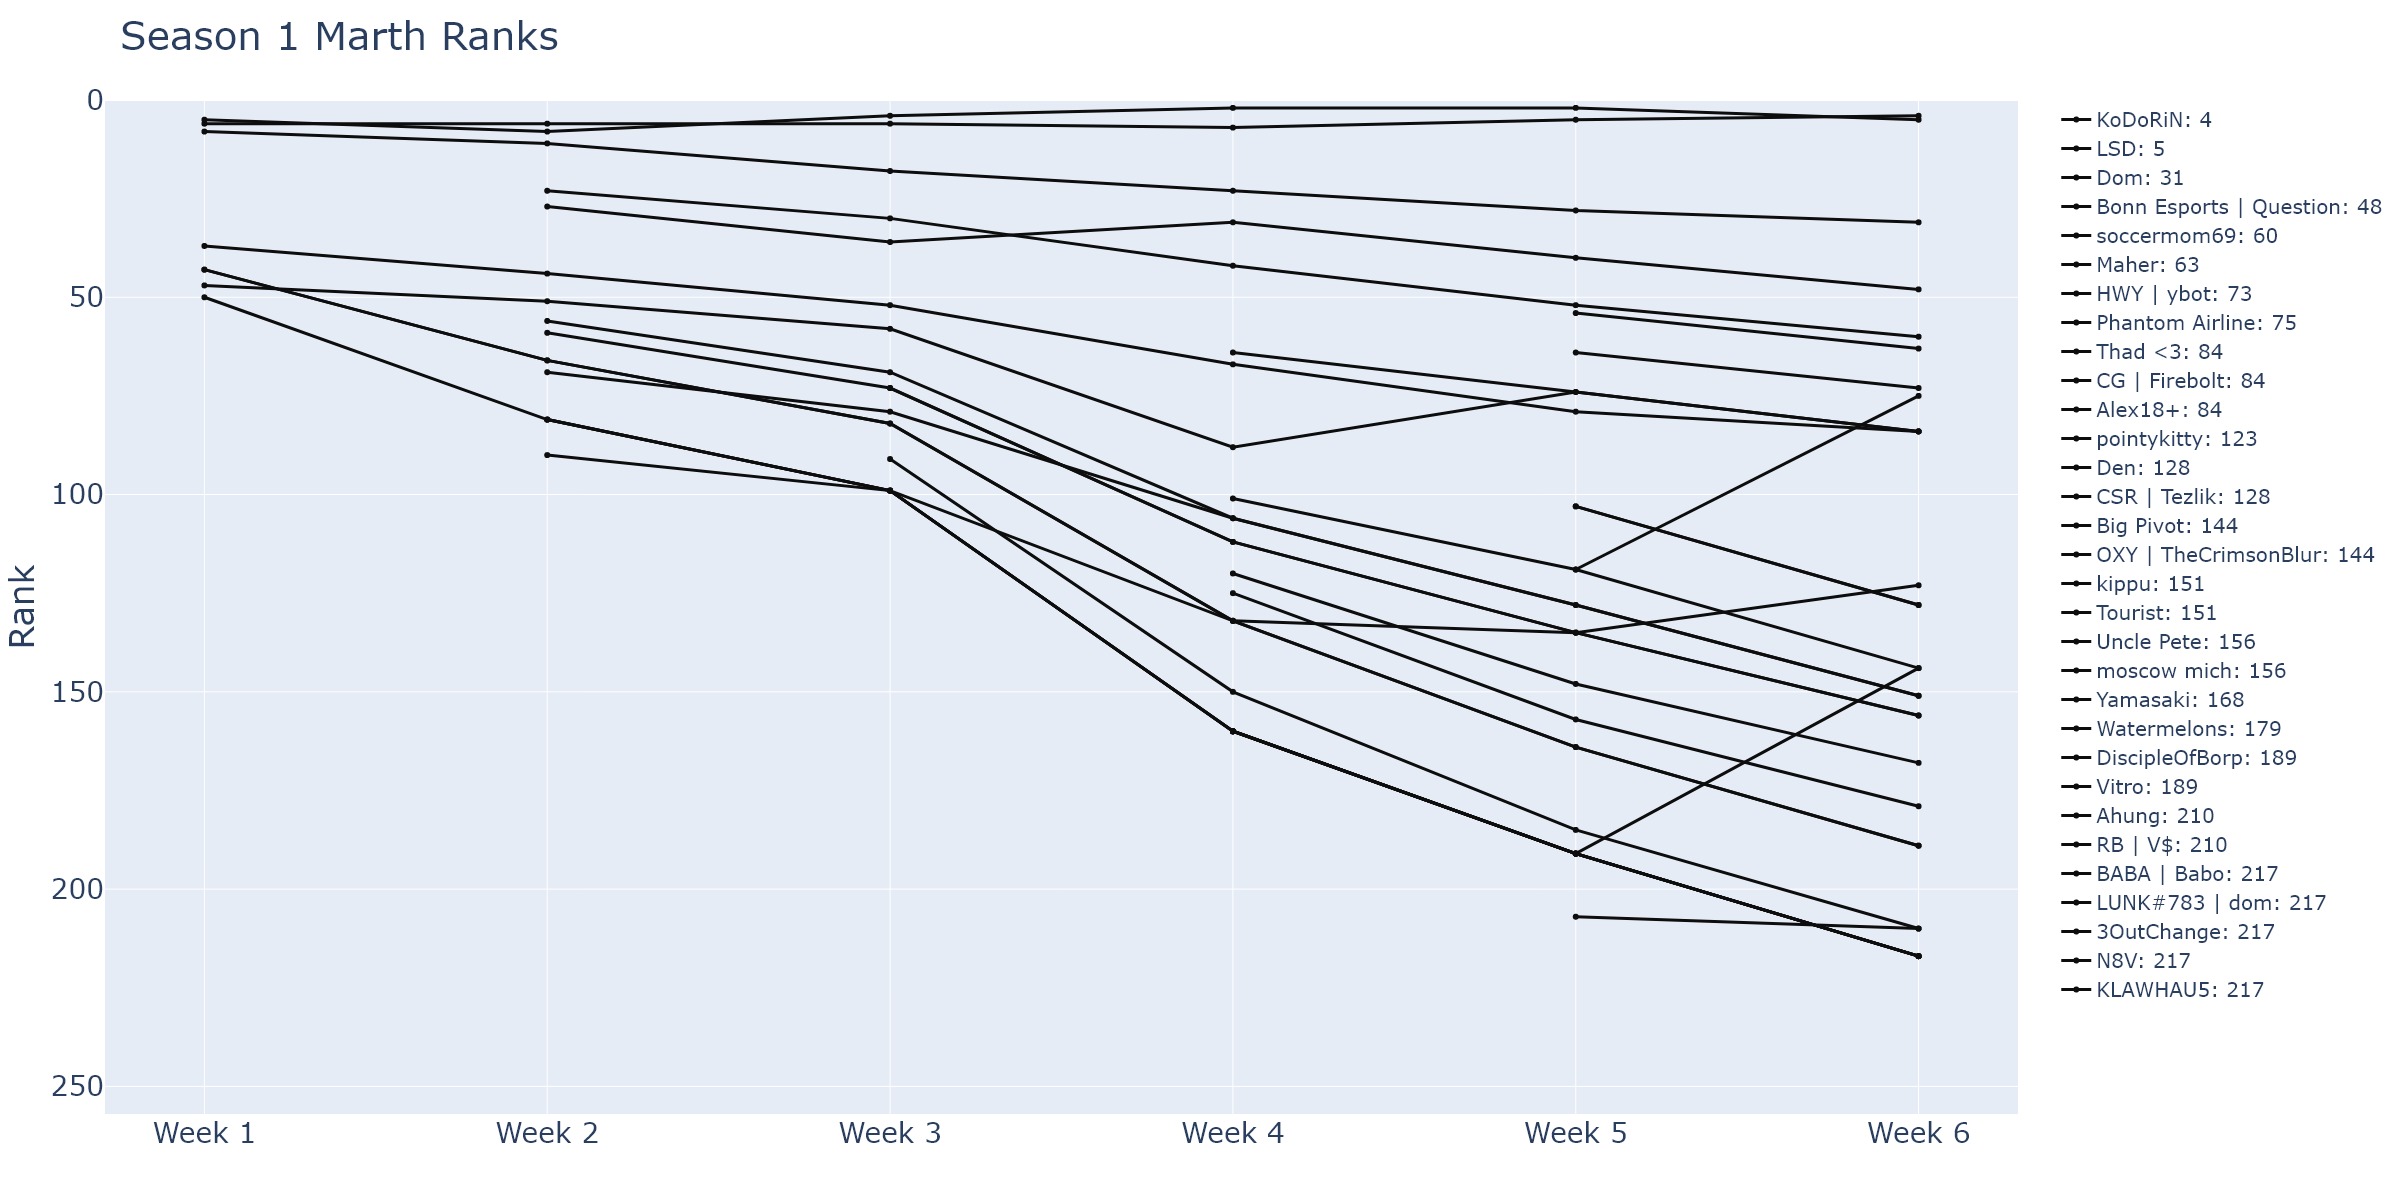 Season 1 Marth Ranks
0
50
100
150
200
250
Rank
Week 1
Week 2
Week 3
Week 4
Week 5
Week 6
KoDoRiN: 4
LSD: 5
Dom: 31
Bonn Esports | Question: 48
soccermom69: 60
Maher: 63
HWY | ybot: 73
Phantom Airline: 75
Thad <3: 84
CG | Firebolt: 84
Alex18+: 84
pointykitty: 123
Den: 128
CSR | Tezlik: 128
Big Pivot: 144
OXY | TheCrimsonBlur: 144
kippu: 151
Tourist: 151
Uncle Pete: 156
moscow mich: 156
Yamasaki: 168
Watermelons: 179
DiscipleOfBorp: 189
Vitro: 189
Ahung: 210
RB | V$: 210
BABA | Babo: 217
LUNK#783 | dom: 217
3OutChange: 217
N8V: 217
KLAWHAU5: 217